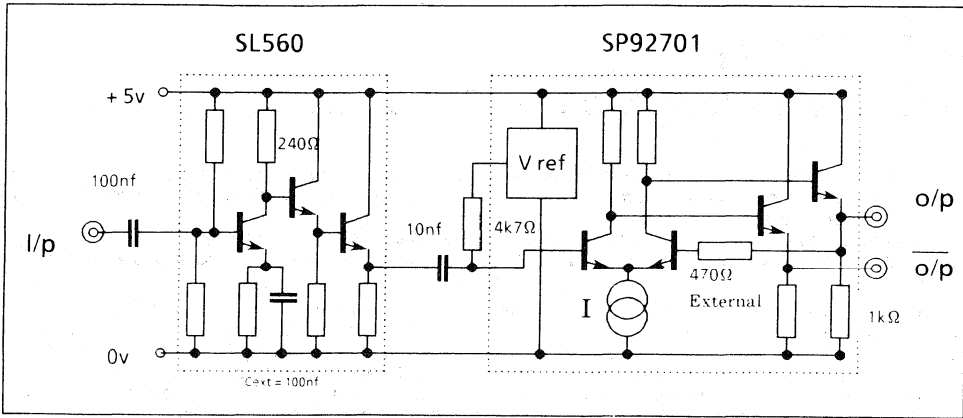 SL560
SP92701
+ 5v
240Ω
V ref
100nf
I/p
10nf
4k7Ω
o/p
o/p
470Ω
External
I
1kΩ
0v
Cext = 100nf